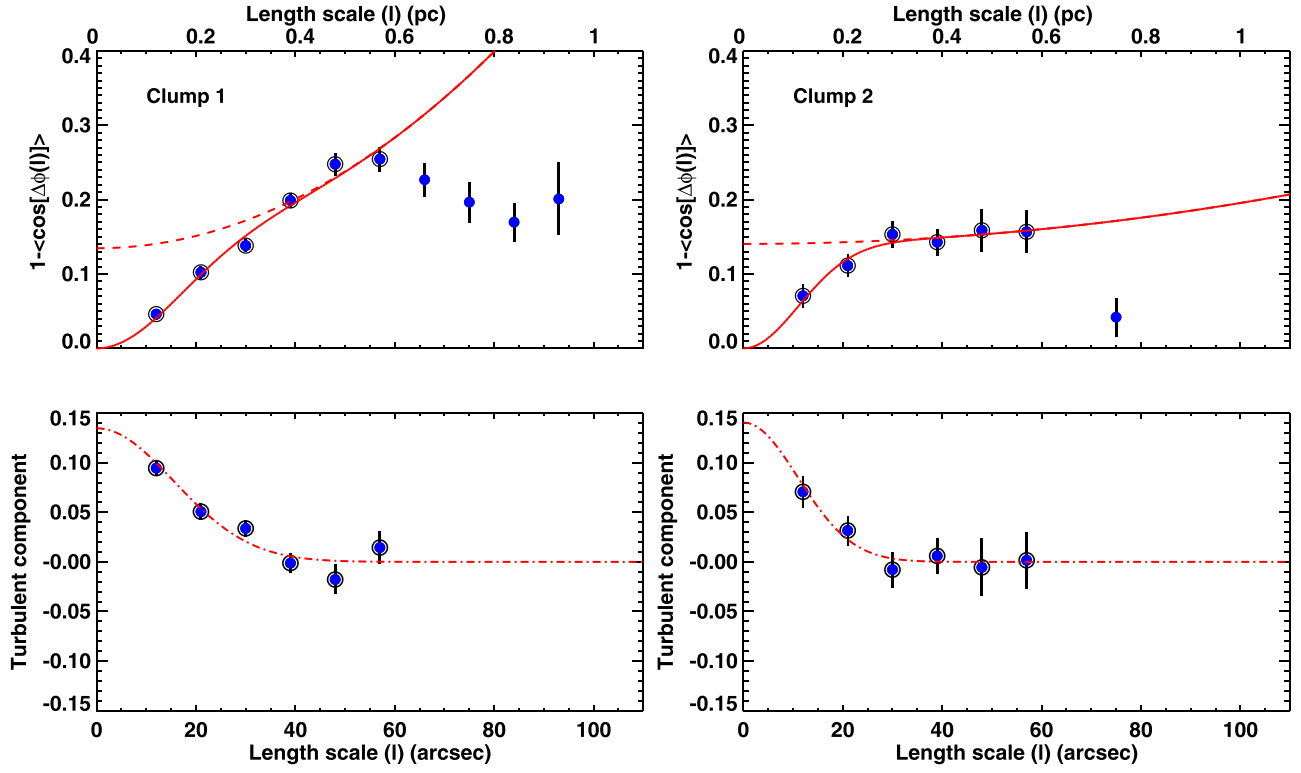 Length scale (l) (pc)
0 0.2 0.4 0.6 0.8 1
0.4
0.3
0.2
0.1
0.0
1-<cos[Δϕ(l)]>
Clump 1
Length scale (l) (pc)
0 0.2 0.4 0.6 0.8 1
0.4
0.3
0.2
0.1
0.0
1-<cos[Δϕ(l)]>
Clump 2
0.15
0.10
0.05
-0.00
-0.05
-0.10
-0.15
Turbulent component
0 20 40 60 80 100
Length scale (l) (arcsec)
0.15
0.10
0.05
-0.00
-0.05
-0.10
-0.15
Turbulent component
0 20 40 60 80 100
Length scale (l) (arcsec)